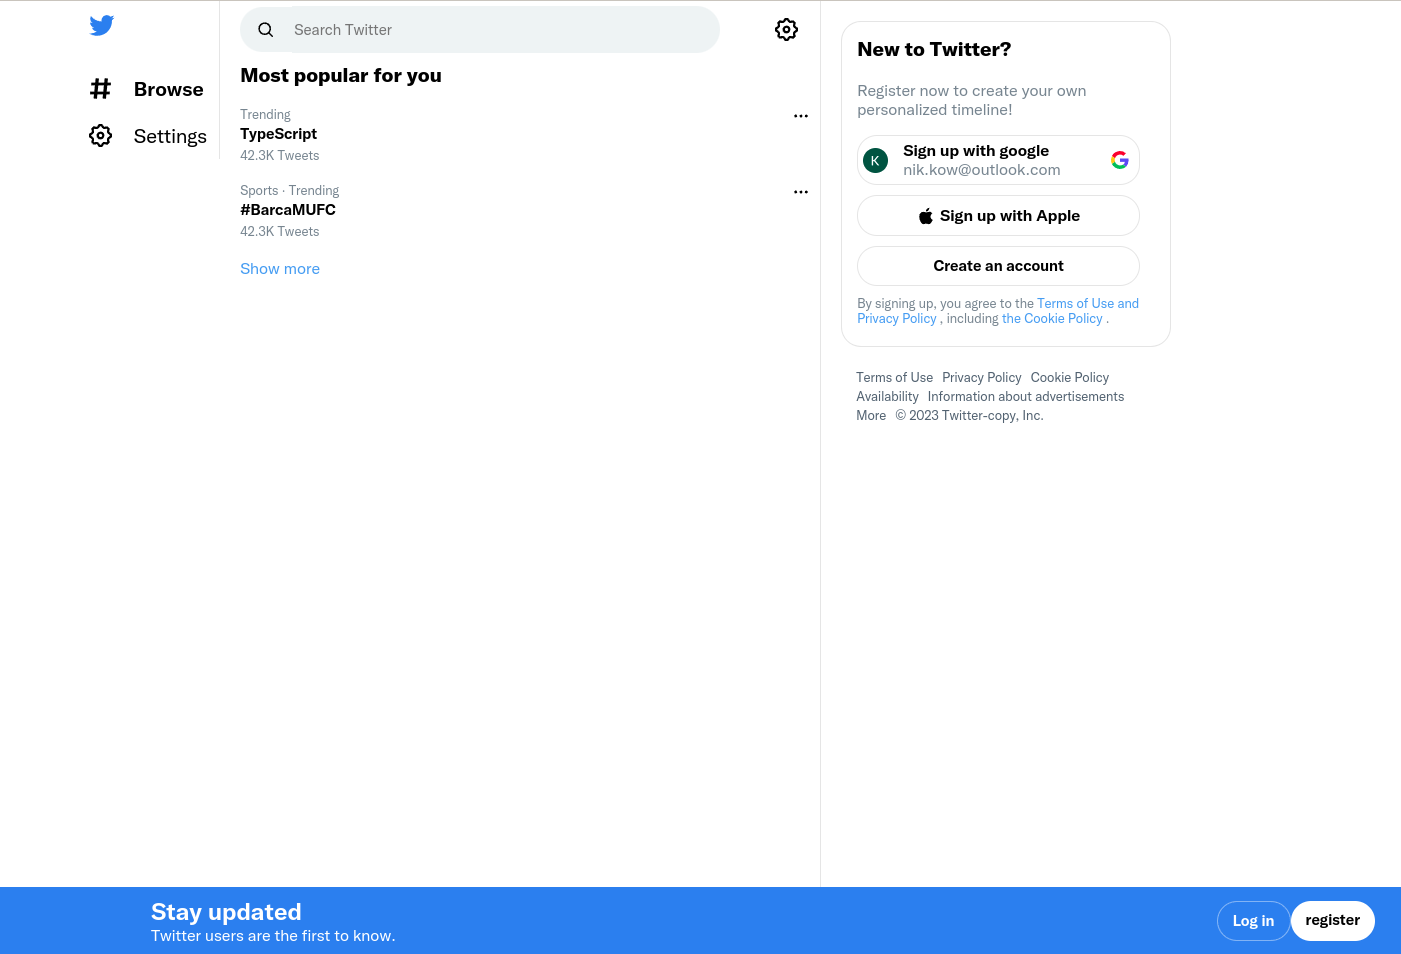 Search Twitter
Browse
Settings
Most popular for you
Trending
TypeScript
42.3K Tweets
Sports · Trending
#BarcaMUFC
42.3K Tweets
Show more
New to Twitter?
Register now to create your own
personalized timeline!
K
Sign up with google
nik.kow@outlook.com
Sign up with Apple
Create an account
By signing up, you agree to the Terms of Use and
Privacy Policy , including the Cookie Policy .
Terms of Use Privacy Policy Cookie Policy
Availability Information about advertisements
More © 2023 Twitter-copy, Inc.
Stay updated
Twitter users are the first to know.
Log in
register